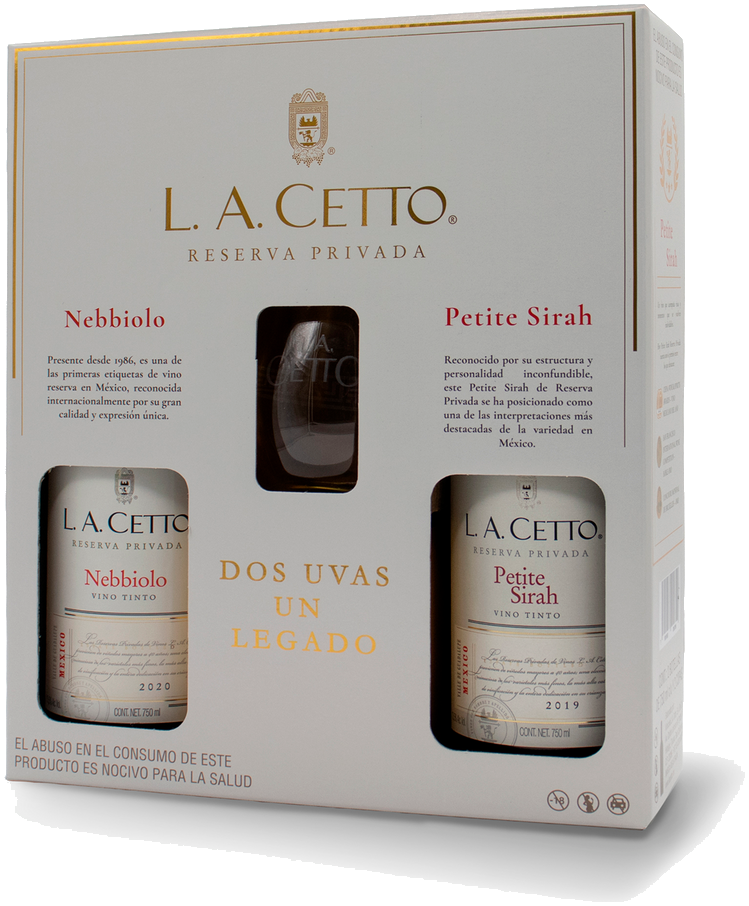 L. A. CETTO®
RESERVA PRIVADA
Nebbiolo
Presente desde 1986, es una de
las primeras etiquetas de vino
reserva en México, reconocida
internacionalmente por su gran
calidad y expresión única.
L.A.
CETTO
Petite Sirah
Reconocido por su estructura y
personalidad inconfundible,
este Petite Sirah de Reserva
Privada se ha posicionado como
una de las interpretaciones más
destacadas de la variedad en
México.
L. A. CETTO
RESERVA PRIVADA
Nebbiolo
VINO TINTO
MEXICO
2020
CONT. NET. 750 ml
DOS UVAS
UN
LEGADO
L. A. CETTO®
RESERVA PRIVADA
Petite
Sirah
VINO TINTO
MEXICO
2019
CONT. NET. 750 ml
EL ABUSO EN EL CONSUMO DE ESTE
PRODUCTO ES NOCIVO PARA LA SALUD
-18
Petite
Sirah